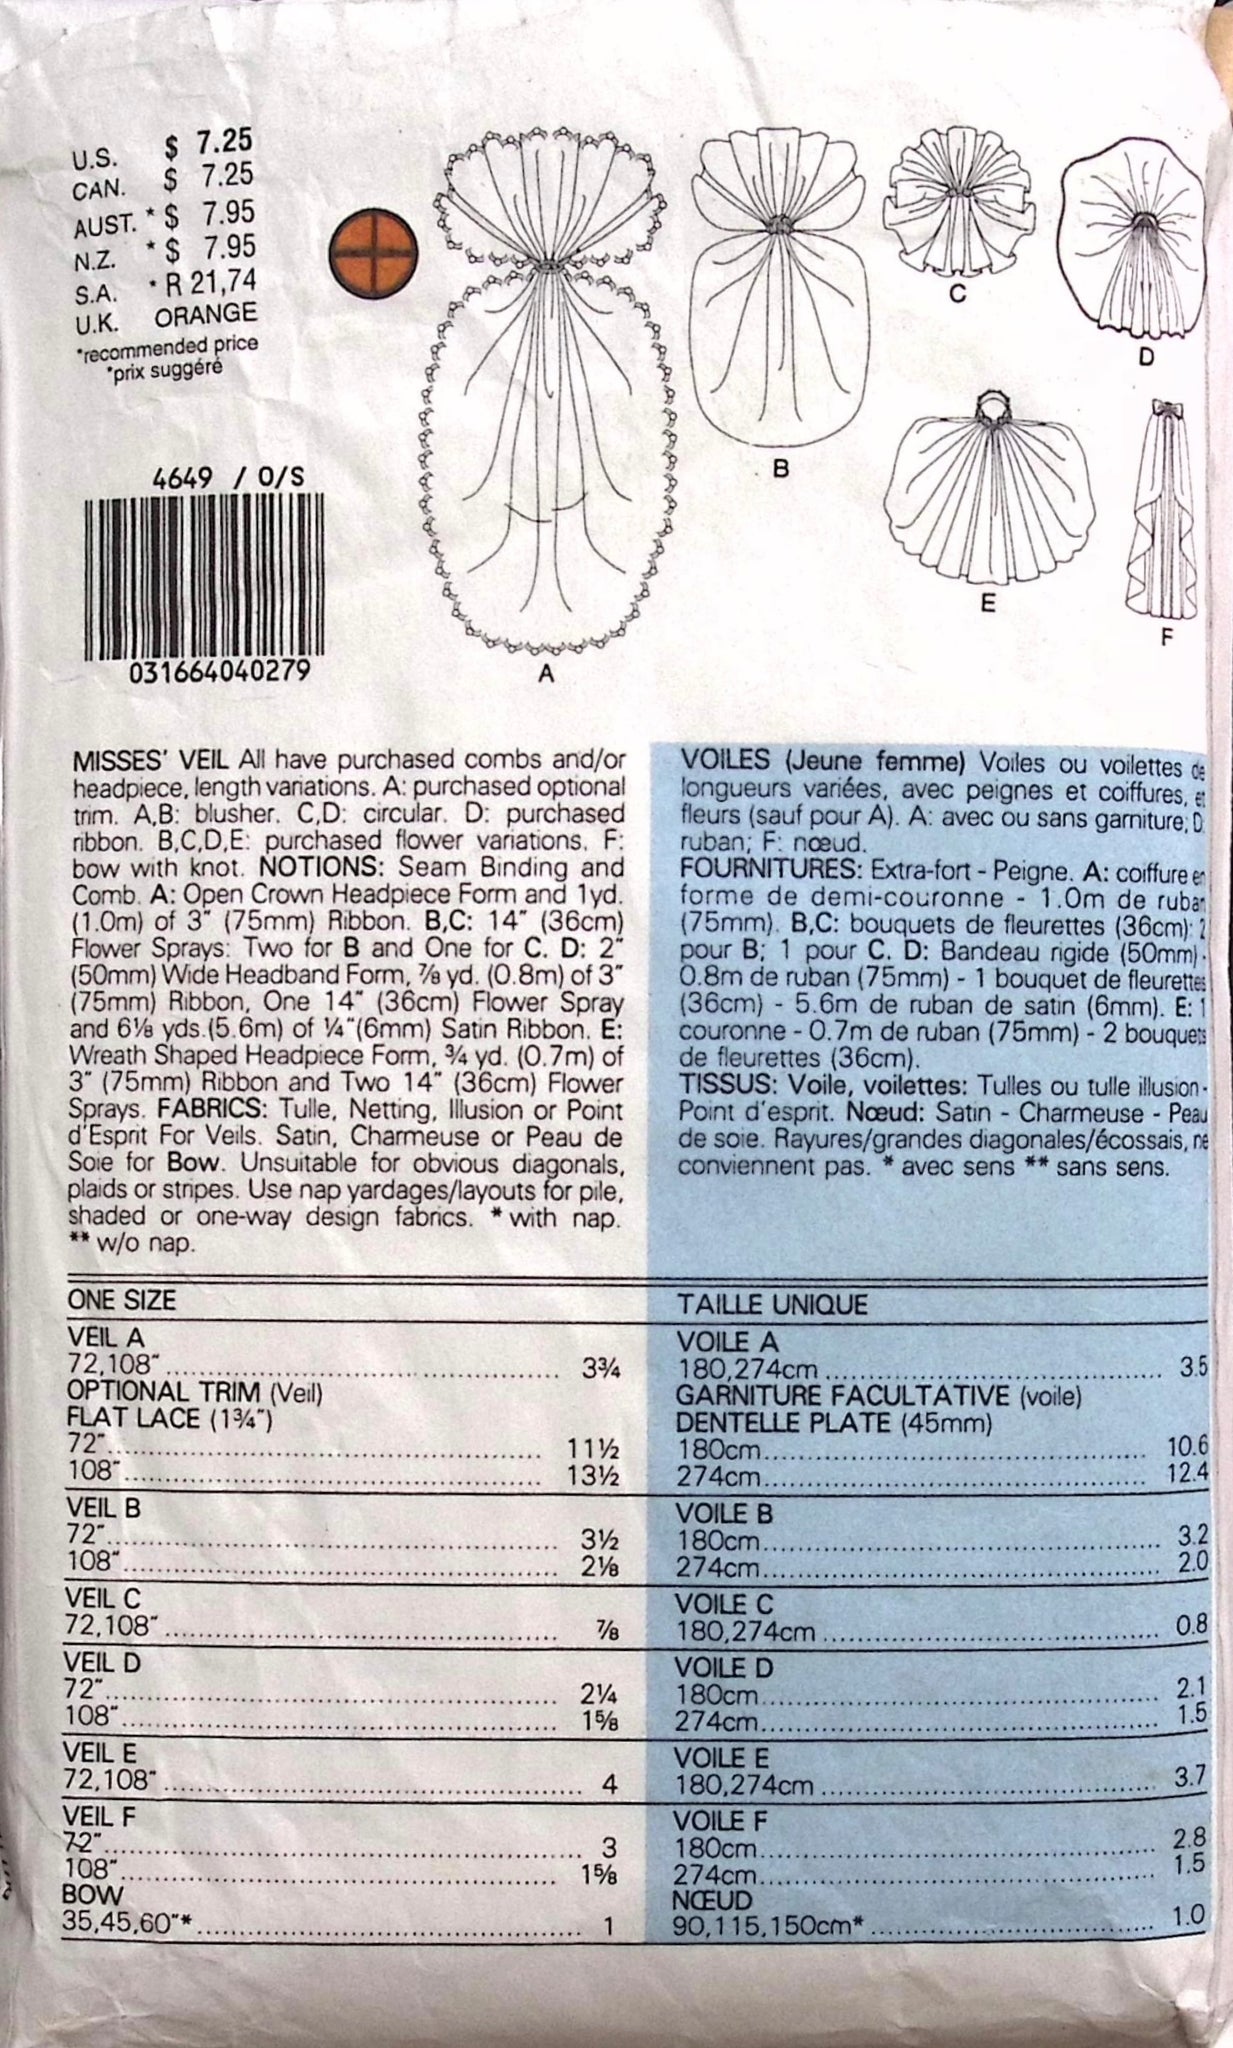 U.S. $ 7.25
CAN. $ 7.25
AUST. * $ 7.95
N.Z. * $ 7.95
S.A. * R 21,74
U.K. ORANGE
*recommended price
*prix suggéré
4649 / O/S
031664040279
A
B
C
D
E
F
MISSES' VEIL All have purchased combs and/or
headpiece, length variations. A: purchased optional
trim. A,B: blusher. C,D: circular. D: purchased
ribbon. B,C,D,E: purchased flower variations. F:
bow with knot. NOTIONS: Seam Binding and
Comb. A: Open Crown Headpiece Form and 1yd.
(1.0m) of 3" (75mm) Ribbon. B,C: 14" (36cm)
Flower Sprays: Two for B and One for C. D: 2"
(50mm) Wide Headband Form, ⅞ yd. (0.8m) of 3"
(75mm) Ribbon, One 14" (36cm) Flower Spray
and 6⅛ yds.(5.6m) of ¼"(6mm) Satin Ribbon. E:
Wreath Shaped Headpiece Form, ¾ yd. (0.7m) of
3" (75mm) Ribbon and Two 14" (36cm) Flower
Sprays. FABRICS: Tulle, Netting, Illusion or Point
d'Esprit For Veils. Satin, Charmeuse or Peau de
Soie for Bow. Unsuitable for obvious diagonals,
plaids or stripes. Use nap yardages/layouts for pile,
shaded or one-way design fabrics. * with nap.
** w/o nap.
VOILES (Jeune femme) Voiles ou voilettes de
longueurs variées, avec peignes et coiffures, et
fleurs (sauf pour A). A: avec ou sans garniture; D:
ruban; F: nœud.
FOURNITURES: Extra-fort - Peigne. A: coiffure en
forme de demi-couronne - 1.0m de ruban
(75mm). B,C: bouquets de fleurettes (36cm): 2
pour B; 1 pour C. D: Bandeau rigide (50mm) -
0.8m de ruban (75mm) - 1 bouquet de fleurettes
(36cm) - 5.6m de ruban de satin (6mm). E: 1
couronne - 0.7m de ruban (75mm) - 2 bouquets
de fleurettes (36cm).
TISSUS: Voile, voilettes: Tulles ou tulle illusion -
Point d'esprit. Nœud: Satin - Charmeuse - Peau
de soie. Rayures/grandes diagonales/écossais, ne
conviennent pas. * avec sens ** sans sens.
ONE SIZE
VEIL A
72,108" 3¾
OPTIONAL TRIM (Veil)
FLAT LACE (1¾")
72" 11½
108" 13½
VEIL B
72" 3½
108" 2⅛
VEIL C
72,108" ⅞
VEIL D
72" 2¼
108" 1⅝
VEIL E
72,108" 4
VEIL F
72" 3
108" 1⅝
BOW
35,45,60"* 1
TAILLE UNIQUE
VOILE A
180,274cm 3.5
GARNITURE FACULTATIVE (voile)
DENTELLE PLATE (45mm)
180cm 10.6
274cm 12.4
VOILE B
180cm 3.2
274cm 2.0
VOILE C
180,274cm 0.8
VOILE D
180cm 2.1
274cm 1.5
VOILE E
180,274cm 3.7
VOILE F
180cm 2.8
274cm 1.5
NŒUD
90,115,150cm* 1.0